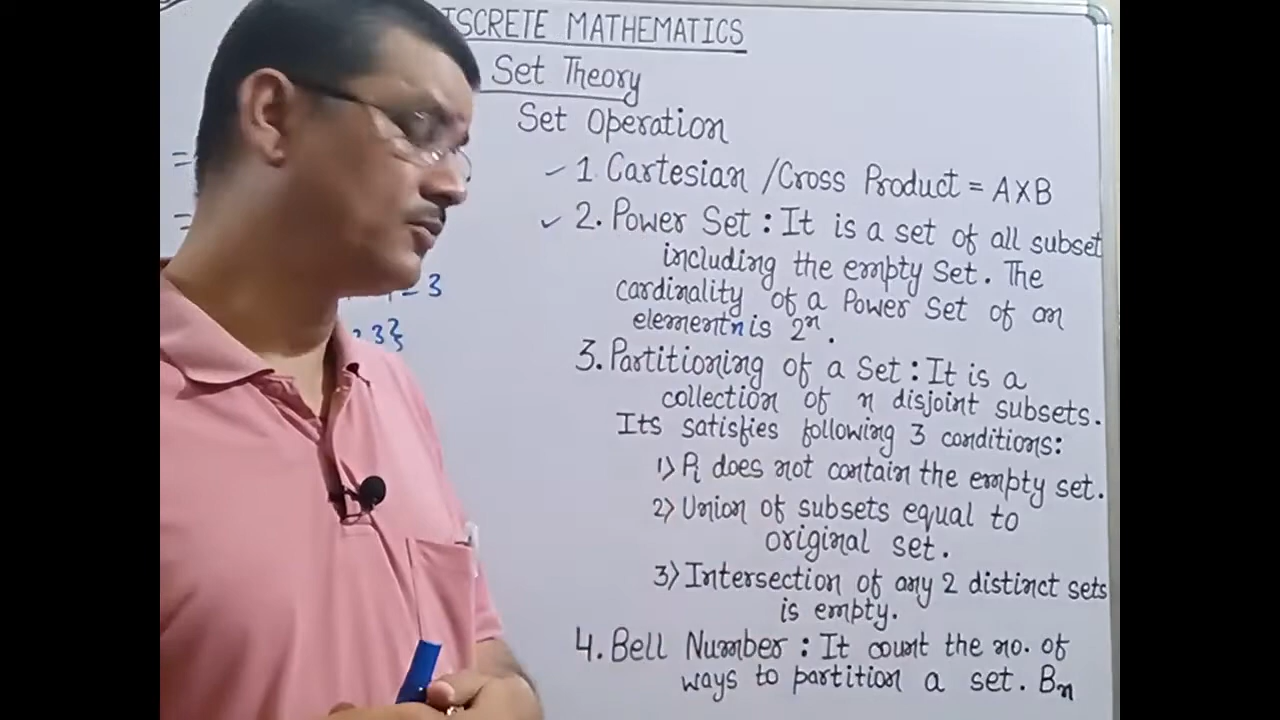 ISCRETE MATHEMATICS
Set Theory
Set Operation
1. Cartesian /Cross Product = A×B
2. Power Set : It is a set of all subset
including the empty Set. The
cardinality of a Power Set of an
element n is 2ⁿ.
3. Partitioning of a Set : It is a
collection of n disjoint subsets.
Its satisfies following 3 conditions:
1) Pᵢ does not contain the empty set.
2) Union of subsets equal to
original set.
3) Intersection of any 2 distinct sets
is empty.
4. Bell Number : It count the no. of
ways to partition a set. Bₙ
=
=
= 3
3}